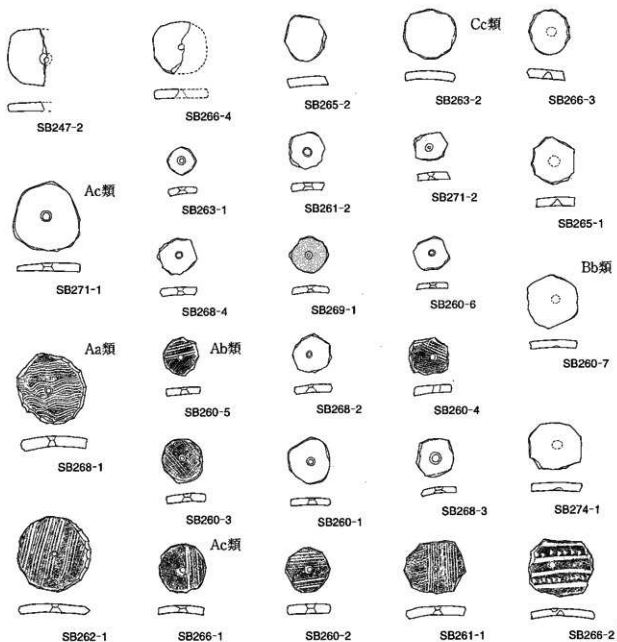 Cc類
SB247-2
SB266-4
SB265-2
SB263-2
SB266-3
Ac類
SB263-1
SB261-2
SB271-2
SB265-1
SB271-1
SB268-4
SB269-1
SB260-6
Bb類
SB260-7
Aa類
Ab類
SB260-5
SB268-2
SB260-4
SB268-1
SB260-3
SB260-1
SB268-3
SB274-1
Ac類
SB262-1
SB266-1
SB260-2
SB261-1
SB266-2